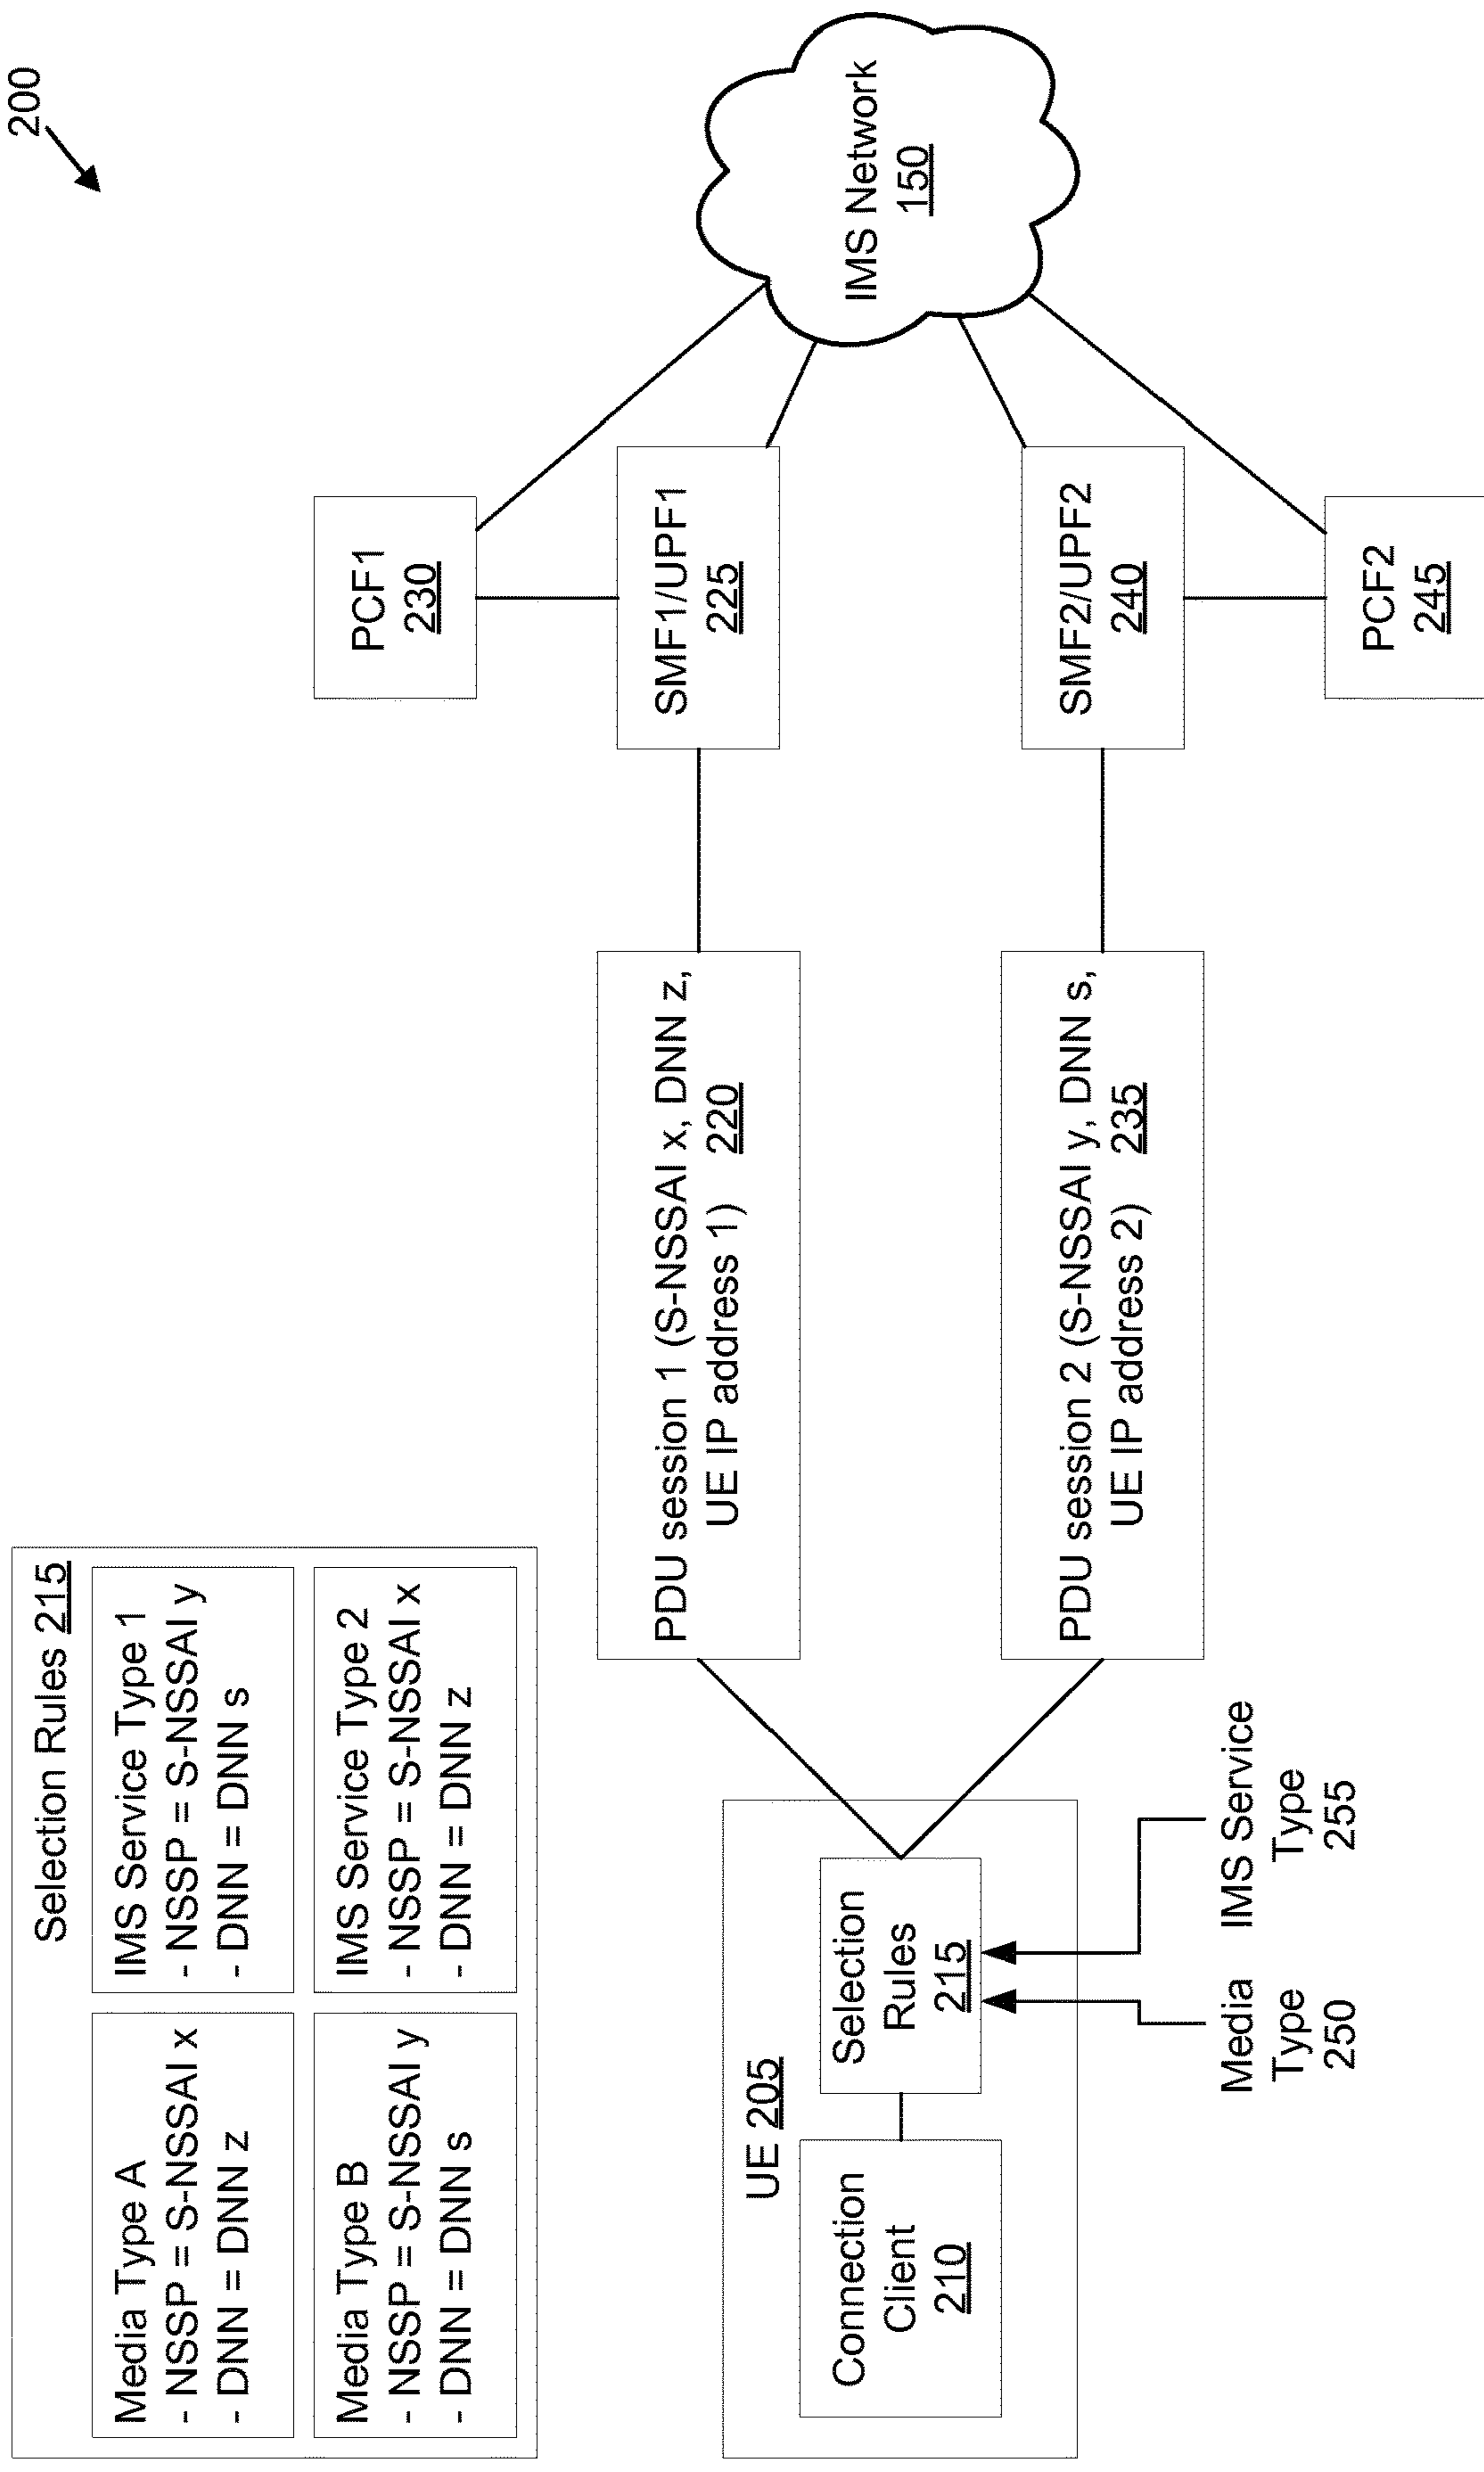 200
Selection Rules 215
Media Type A
- NSSP = S-NSSAI x
- DNN = DNN z
IMS Service Type 1
- NSSP = S-NSSAI y
- DNN = DNN s
Media Type B
- NSSP = S-NSSAI y
- DNN = DNN s
IMS Service Type 2
- NSSP = S-NSSAI x
- DNN = DNN z
PCF1
230
SMF1/UPF1
225
PDU session 1 (S-NSSAI x, DNN z,
UE IP address 1) 220
IMS Network
150
UE 205
Connection
Client
210
Selection
Rules
215
PDU session 2 (S-NSSAI y, DNN s,
UE IP address 2) 235
SMF2/UPF2
240
PCF2
245
Media
Type
250
IMS Service
Type
255